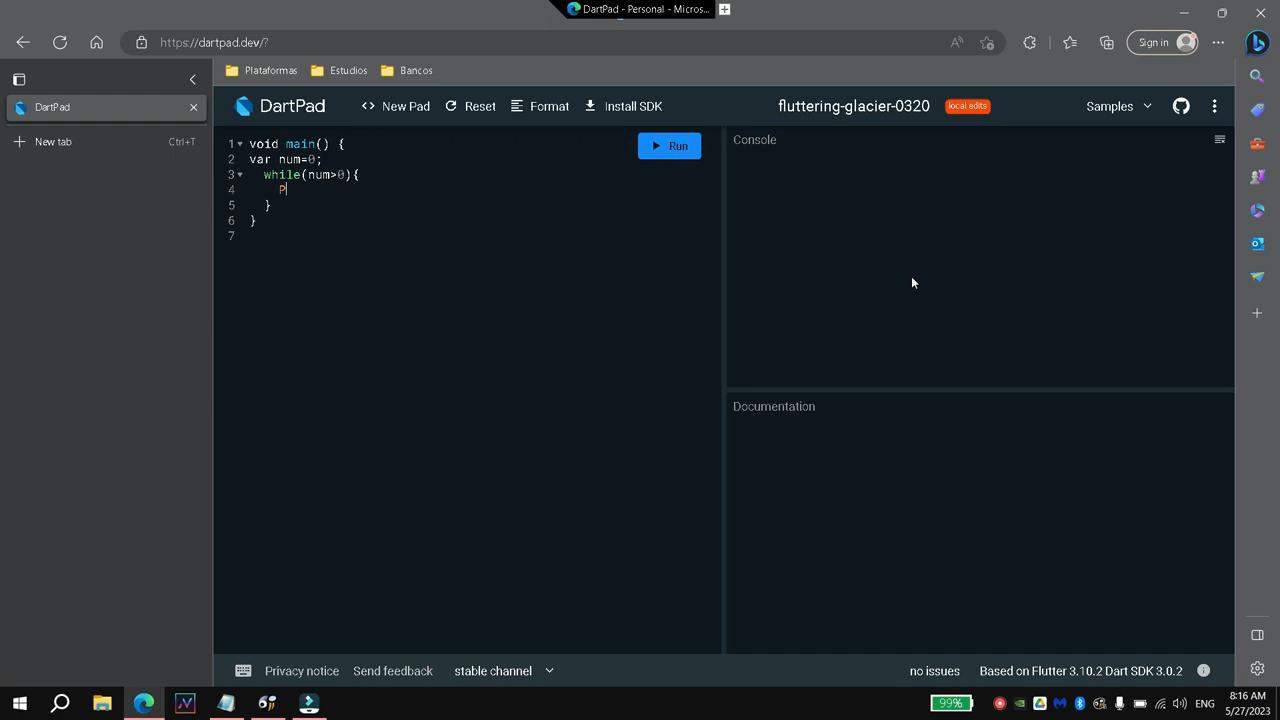 DartPad - Personal - Micros...
https://dartpad.dev/?
Sign in
Plataformas
Estudios
Bancos
DartPad
New tab
Ctrl+T
DartPad
New Pad
Reset
Format
Install SDK
fluttering-glacier-0320
local edits
Samples
1 void main() {
2 var num=0;
3 while(num>0){
4 P
5 }
6 }
7
Run
Console
Documentation
Privacy notice
Send feedback
stable channel
no issues
Based on Flutter 3.10.2 Dart SDK 3.0.2
99%
ENG
8:16 AM
5/27/2023